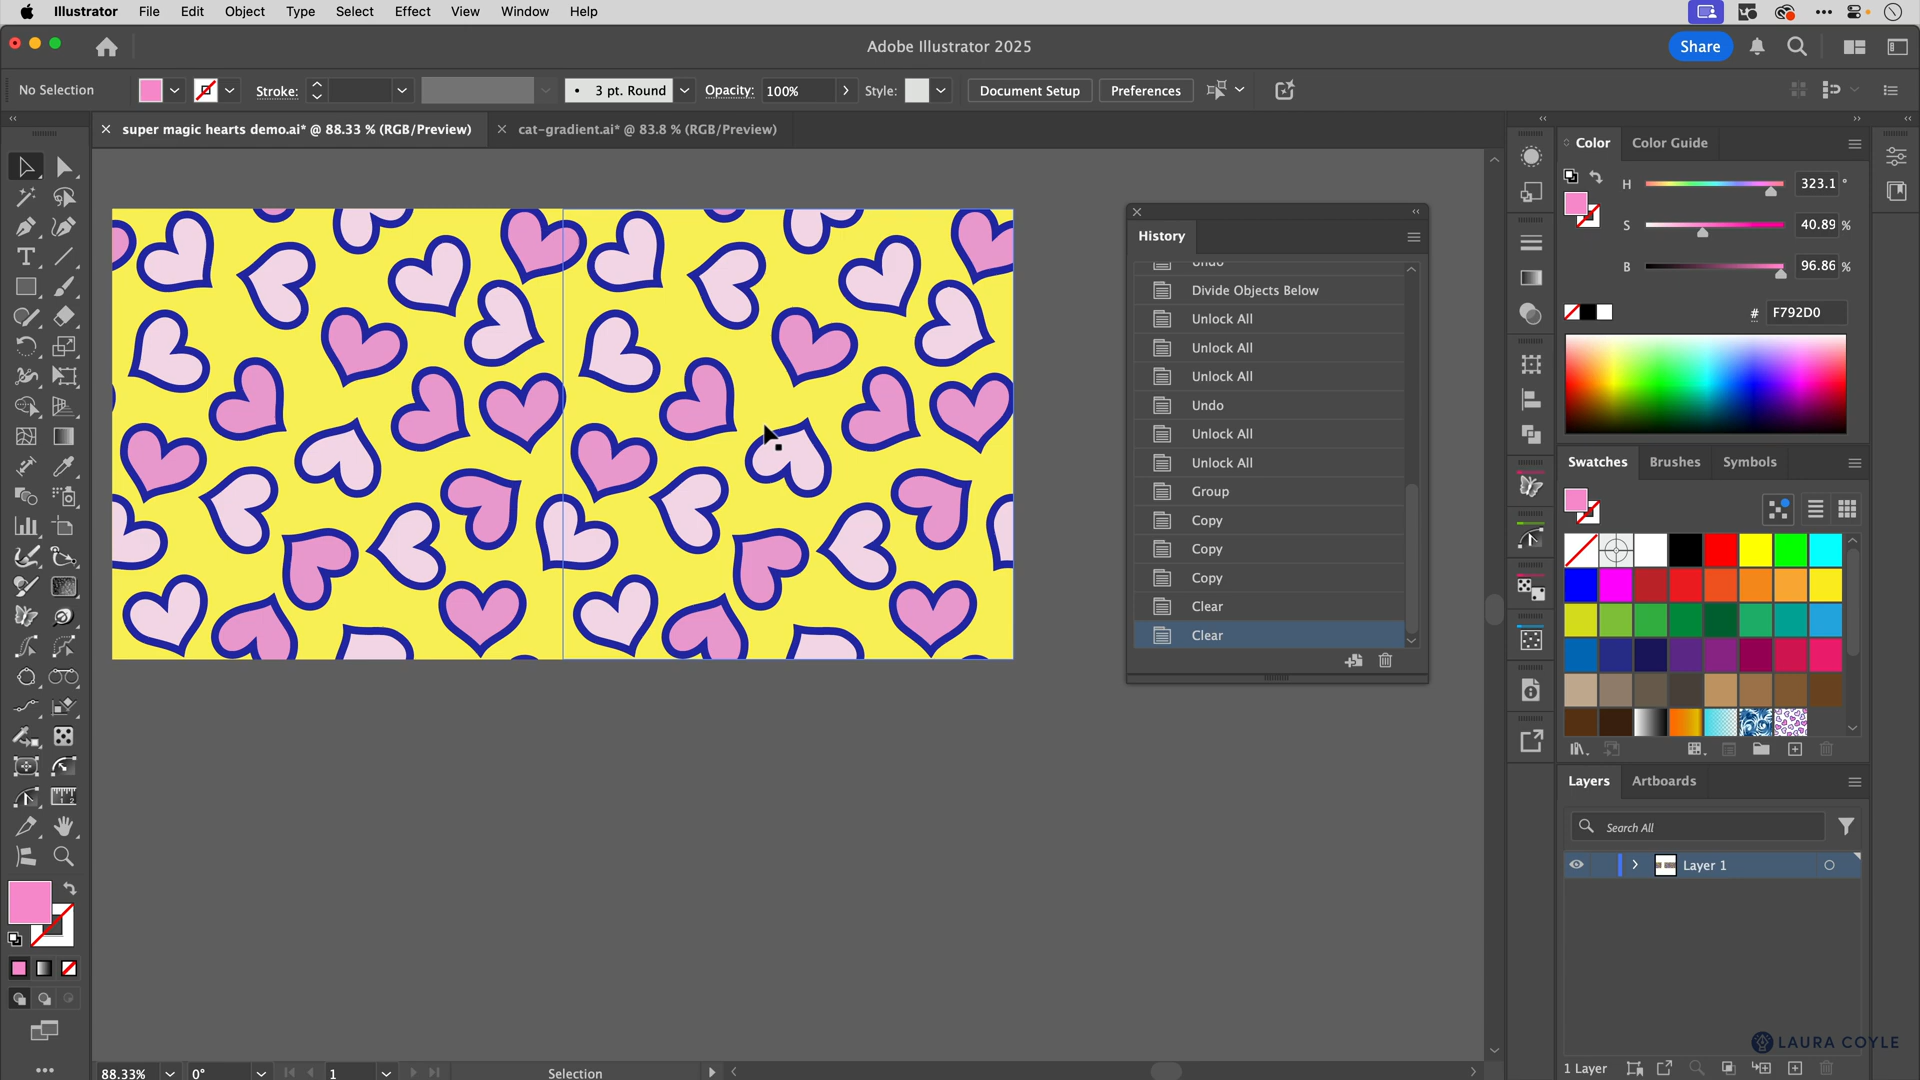 Illustrator File Edit Object Type Select Effect View Window Help
Adobe Illustrator 2025
Share
No Selection
Stroke:
3 pt. Round
Opacity:
100%
Style:
Document Setup
Preferences
super magic hearts demo.ai* @ 88.33 % (RGB/Preview)
cat-gradient.ai* @ 83.8 % (RGB/Preview)
History
Undo
Divide Objects Below
Unlock All
Unlock All
Unlock All
Undo
Unlock All
Unlock All
Group
Copy
Copy
Copy
Clear
Clear
Color
Color Guide
H 323.1 °
S 40.89 %
B 96.86 %
# F792D0
Swatches
Brushes
Symbols
Layers
Artboards
Search All
Layer 1
LAURA COYLE
1 Layer
88.33%
0°
1
Selection